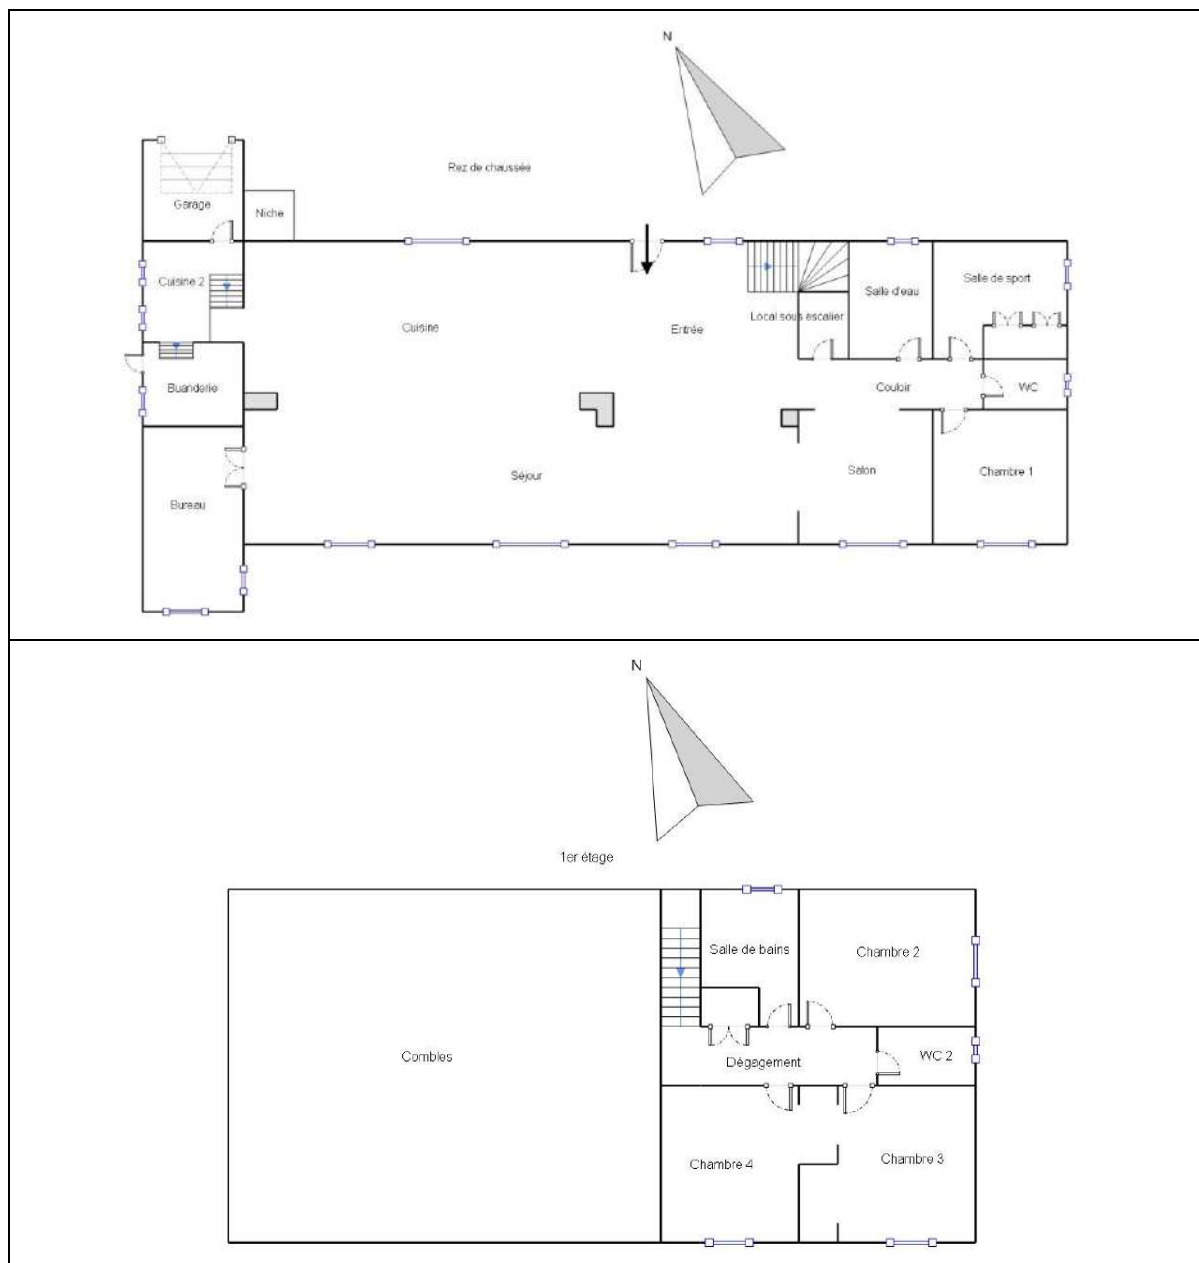 N
Rez de chaussée
Garage
Niche
Cuisine 2
Cuisine
Entrée
Local sous escalier
Salle d'eau
Salle de sport
Buanderie
Couloir
WC
Bureau
Séjour
Salon
Chambre 1
N
1er étage
Salle de bains
Chambre 2
Combles
Dégagement
WC 2
Chambre 4
Chambre 3